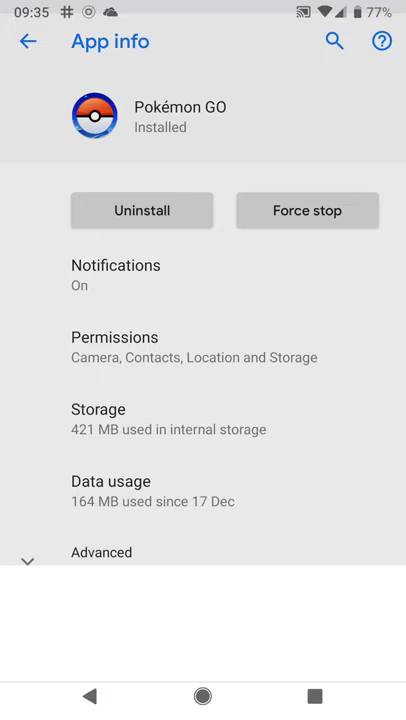 09:35 77%
App info
Pokémon GO
Installed
Uninstall Force stop
Notifications
On
Permissions
Camera, Contacts, Location and Storage
Storage
421 MB used in internal storage
Data usage
164 MB used since 17 Dec
Advanced